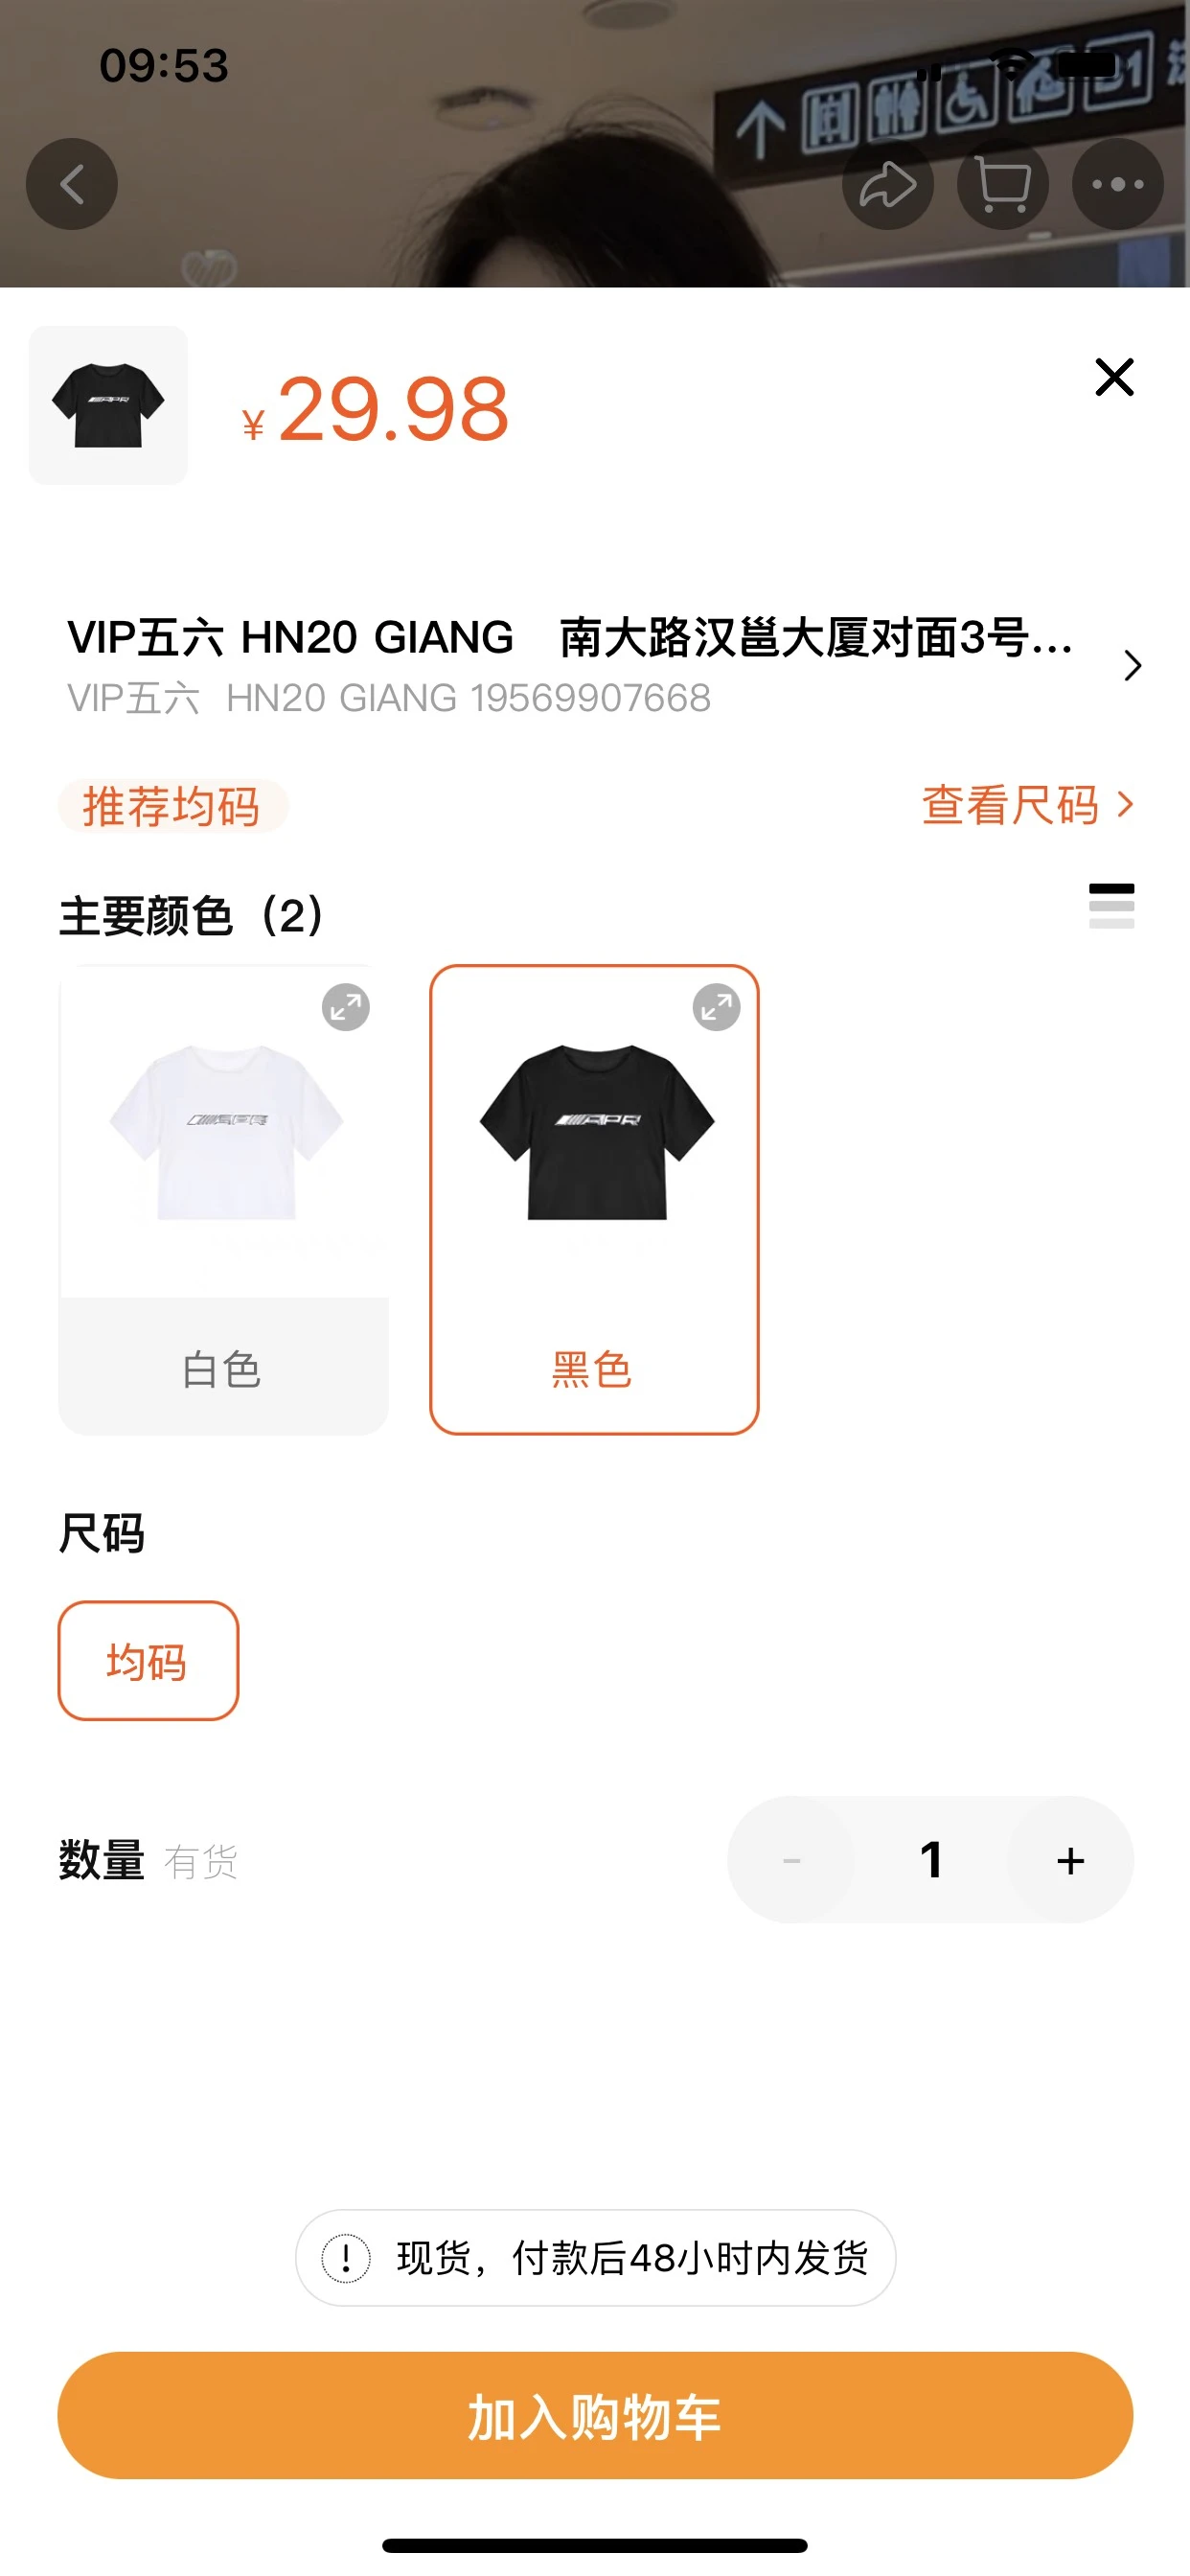 09:53
¥29.98
VIP五六 HN20 GIANG 南大路汉邕大厦对面3号...
VIP五六 HN20 GIANG 19569907668
推荐均码
查看尺码
主要颜色（2）
白色
黑色
尺码
均码
数量 有货
- 1 +
现货，付款后48小时内发货
加入购物车